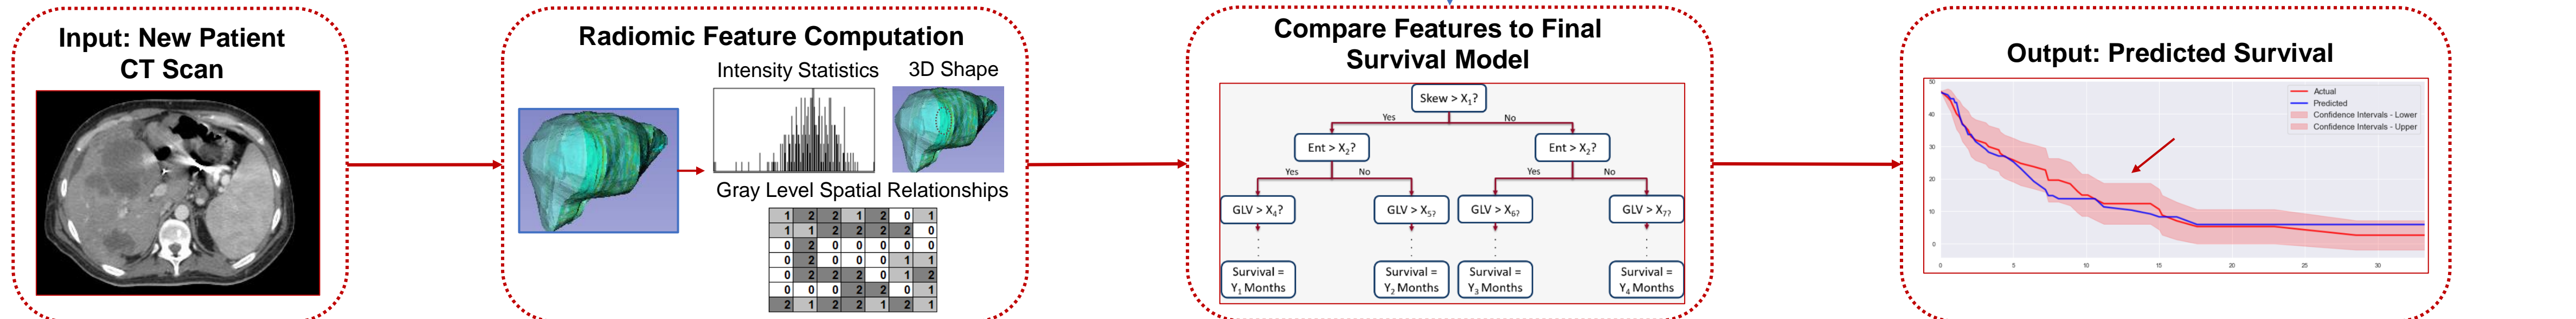 Input: New Patient
CT Scan
Radiomic Feature Computation
Intensity Statistics
3D Shape
Gray Level Spatial Relationships
1 2 2 1 2 0 1
1 1 2 2 2 2 0
0 2 0 0 0 0 0
0 2 0 0 0 1 1
0 2 2 2 0 1 2
0 0 0 2 2 0 1
2 1 2 2 1 2 1
Compare Features to Final
Survival Model
Skew > X1?
Yes
No
Ent > X2?
Ent > X2?
Yes
No
Yes
No
GLV > X4?
GLV > X5?
GLV > X6?
GLV > X7?
Survival =
Y1 Months
Survival =
Y2 Months
Survival =
Y3 Months
Survival =
Y4 Months
Output: Predicted Survival
50
40
30
20
10
0
0 5 10 15 20 25 30
Actual
Predicted
Confidence Intervals - Lower
Confidence Intervals - Upper